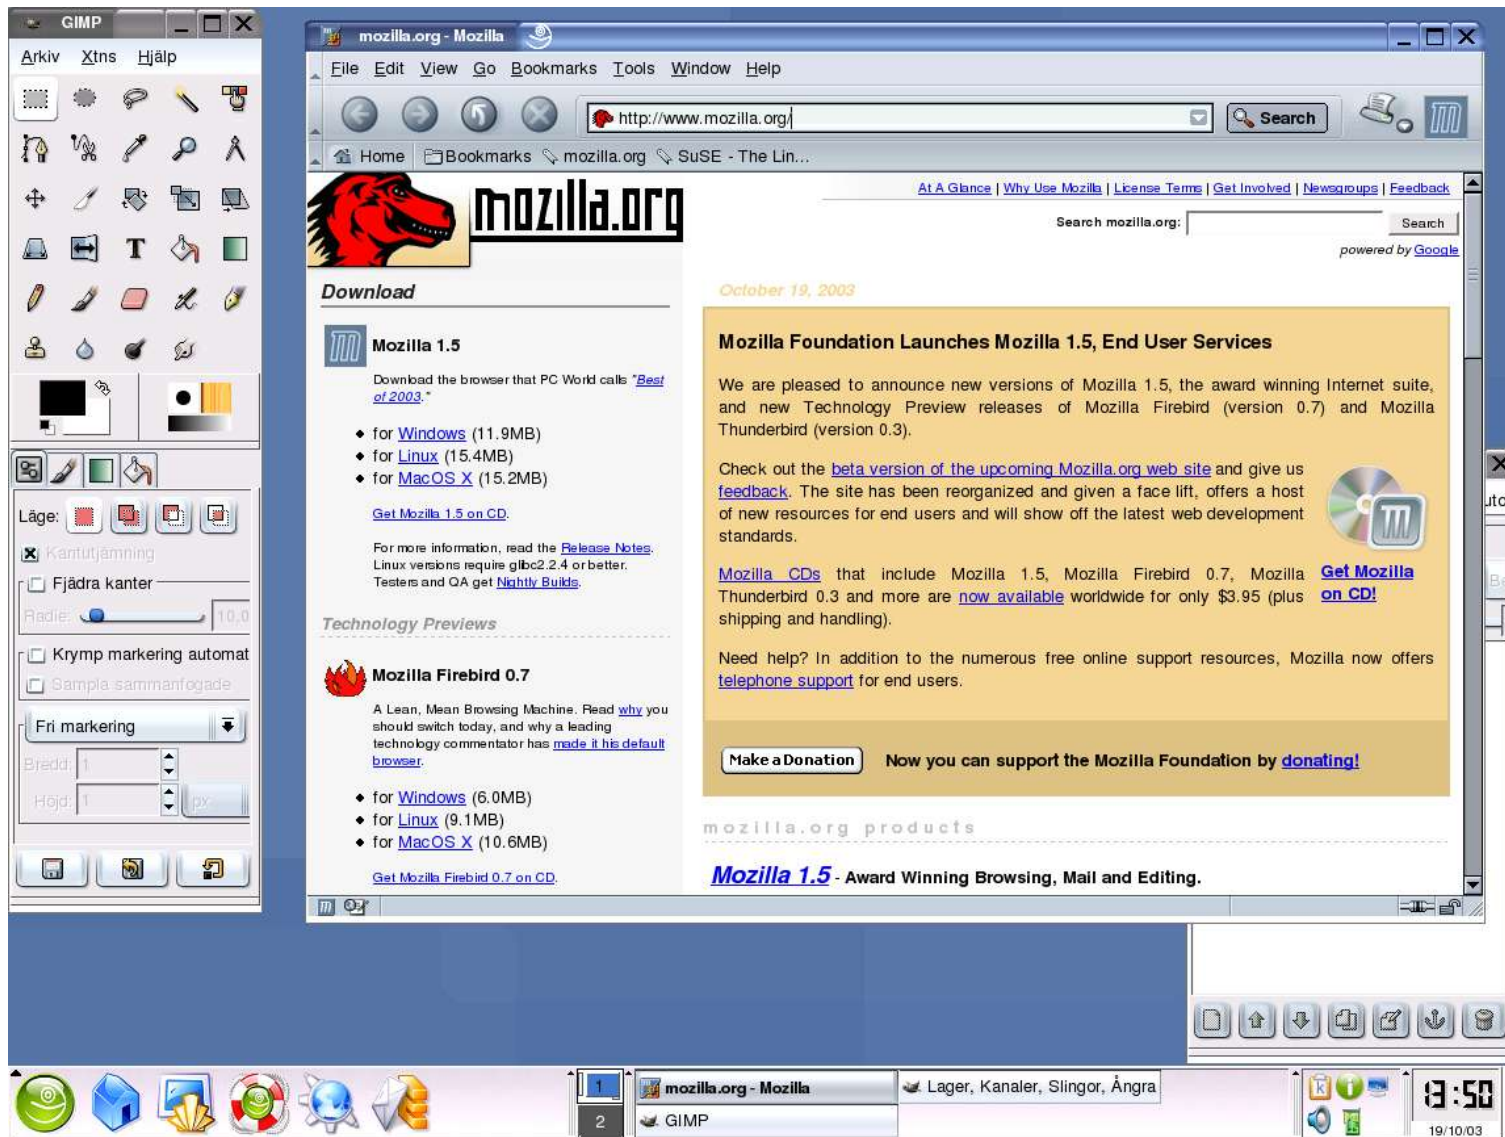 GIMP
Arkiv Xtns Hjälp
Läge:
Kantutjämning
Fjädra kanter
Radie: 10,0
Krymp markering automat
Sampla sammanfogade
Fri markering
Bredd: 1
Höjd: 1 px
mozilla.org - Mozilla
File Edit View Go Bookmarks Tools Window Help
http://www.mozilla.org/ Search
Home Bookmarks mozilla.org SuSE - The Lin...
mozilla.org
At A Glance | Why Use Mozilla | License Terms | Get Involved | Newsgroups | Feedback
Search mozilla.org: Search
powered by Google
Download
Mozilla 1.5
Download the browser that PC World calls "Best
of 2003."
for Windows (11.9MB)
for Linux (15.4MB)
for MacOS X (15.2MB)
Get Mozilla 1.5 on CD.
For more information, read the Release Notes.
Linux versions require glibc2.2.4 or better.
Testers and QA get Nightly Builds.
Technology Previews
Mozilla Firebird 0.7
A Lean, Mean Browsing Machine. Read why you
should switch today, and why a leading
technology commentator has made it his default
browser.
for Windows (6.0MB)
for Linux (9.1MB)
for MacOS X (10.6MB)
Get Mozilla Firebird 0.7 on CD.
October 19, 2003
Mozilla Foundation Launches Mozilla 1.5, End User Services
We are pleased to announce new versions of Mozilla 1.5, the award winning Internet suite,
and new Technology Preview releases of Mozilla Firebird (version 0.7) and Mozilla
Thunderbird (version 0.3).
Check out the beta version of the upcoming Mozilla.org web site and give us
feedback. The site has been reorganized and given a face lift, offers a host
of new resources for end users and will show off the latest web development
standards.
Mozilla CDs that include Mozilla 1.5, Mozilla Firebird 0.7, Mozilla
Thunderbird 0.3 and more are now available worldwide for only $3.95 (plus
shipping and handling).
Get Mozilla
on CD!
Need help? In addition to the numerous free online support resources, Mozilla now offers
telephone support for end users.
Make a Donation Now you can support the Mozilla Foundation by donating!
mozilla.org products
Mozilla 1.5 - Award Winning Browsing, Mail and Editing.
1 mozilla.org - Mozilla Lager, Kanaler, Slingor, Ångra
2 GIMP
13:50
19/10/03